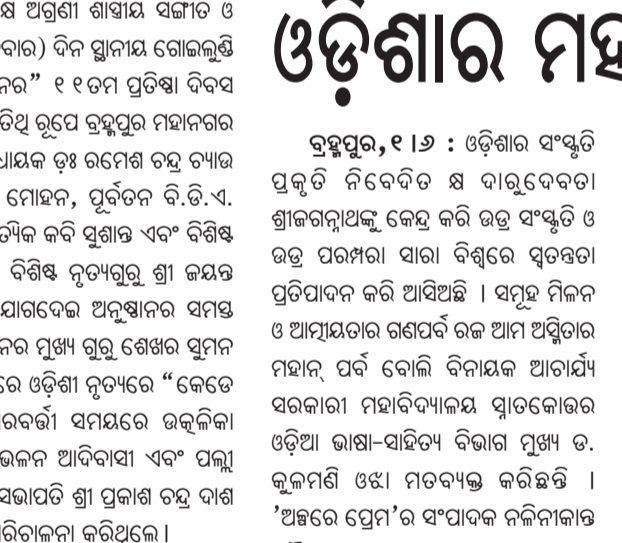 କ୍ଷ ଅଗ୍ରଣୀ ଶାସ୍ତ୍ରୀୟ ସଙ୍ଗୀତ ଓ
ବାର) ଦିନ ସ୍ଥାନୀୟ ଗୋଇଲୁଣ୍ଡି
ନର” ୧୧ତମ ପ୍ରତିଷ୍ଠା ଦିବସ
ତିଥି ରୂପେ ବ୍ରହ୍ମପୁର ମହାନଗର
ଧାୟକ ଡ଼ଃ ରମେଶ ଚନ୍ଦ୍ର ଚ୍ୟାଉ
ମୋହନ, ପୂର୍ବତନ ବି.ଡି.ଏ.
ତ୍ୟିକ କବି ସୁଶାନ୍ତ ଏବଂ ବିଶିଷ୍ଟ
ବିଶିଷ୍ଟ ନୃତ୍ୟଗୁରୁ ଶ୍ରୀ ଜୟନ୍ତ
ଯାଗଦେଇ ଅନୁଷ୍ଠାନର ସମସ୍ତ
ନର ମୁଖ୍ୟ ଗୁରୁ ଶେଖର ସୁମନ
ରେ ଓଡ଼ିଶୀ ନୃତ୍ୟରେ “କେଡେ
ରବର୍ତ୍ତୀ ସମୟରେ ଉତ୍କଳିକା
ଭଳନ ଆଦିବାସୀ ଏବଂ ପଲ୍ଲୀ
ସଭାପତି ଶ୍ରୀ ପ୍ରକାଶ ଚନ୍ଦ୍ର ଦାଶ
ରିଚାଳନା କରିଥିଲେ।
ଓଡ଼ିଶାର ମହ
ବ୍ରହ୍ମପୁର,୧।୬ : ଓଡ଼ିଶାର ସଂସ୍କୃତି
ପ୍ରକୃତି ନିବେଦିତ କ୍ଷ ଦାରୁଦେବତା
ଶ୍ରୀଜଗନ୍ନାଥଙ୍କୁ କେନ୍ଦ୍ର କରି ଉଡ୍ର ସଂସ୍କୃତି ଓ
ଉଡ୍ର ପରମ୍ପରା ସାରା ବିଶ୍ୱରେ ସ୍ୱତନ୍ତ୍ରତା
ପ୍ରତିପାଦନ କରି ଆସିଅଛି । ସମୂହ ମିଳନ
ଓ ଆତ୍ମୀୟତାର ଗଣପର୍ବ ରଜ ଆମ ଅସ୍ମିତାର
ମହାନ୍ ପର୍ବ ବୋଲି ବିନାୟକ ଆଚାର୍ଯ୍ୟ
ସରକାରୀ ମହାବିଦ୍ୟାଳୟ ସ୍ନାତକୋତ୍ତର
ଓଡ଼ିଆ ଭାଷା-ସାହିତ୍ୟ ବିଭାଗ ମୁଖ୍ୟ ଡ.
କୁଳମଣି ଓଝା ମତବ୍ୟକ୍ତ କରିଛନ୍ତି ।
’ଅଞ୍ଚରେ ପ୍ରେମ’ର ସଂପାଦକ ନଳିନୀକାନ୍ତ